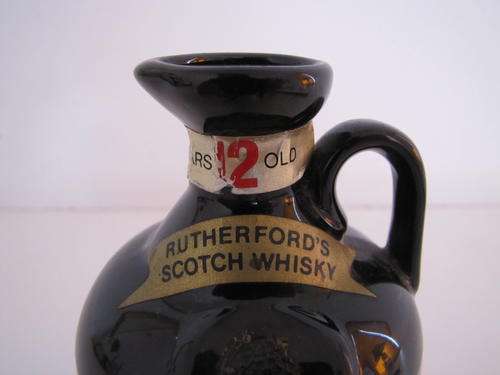 ARS 12 OLD
RUTHERFORD'S
SCOTCH WHISKY